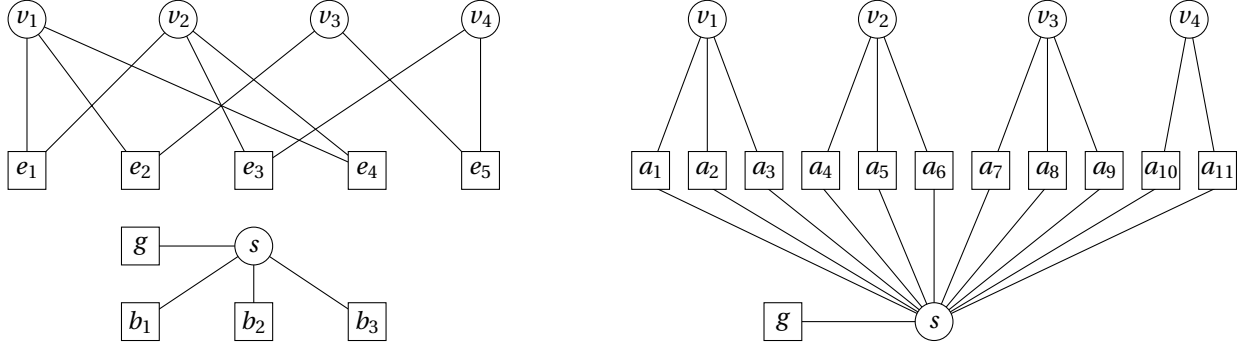 v1 v2 v3 v4
e1 e2 e3 e4 e5
g s
b1 b2 b3
v1 v2 v3 v4
a1 a2 a3 a4 a5 a6 a7 a8 a9 a10 a11
g s